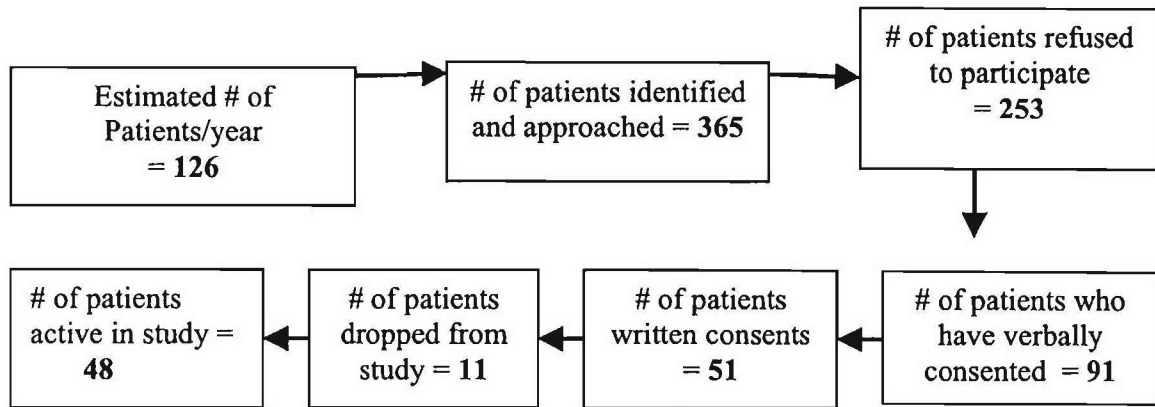 Estimated # of
Patients/year
= 126
# of patients identified
and approached = 365
# of patients refused
to participate
= 253
# of patients who
have verbally
consented = 91
# of patients
written consents
= 51
# of patients
dropped from
study = 11
# of patients
active in study =
48